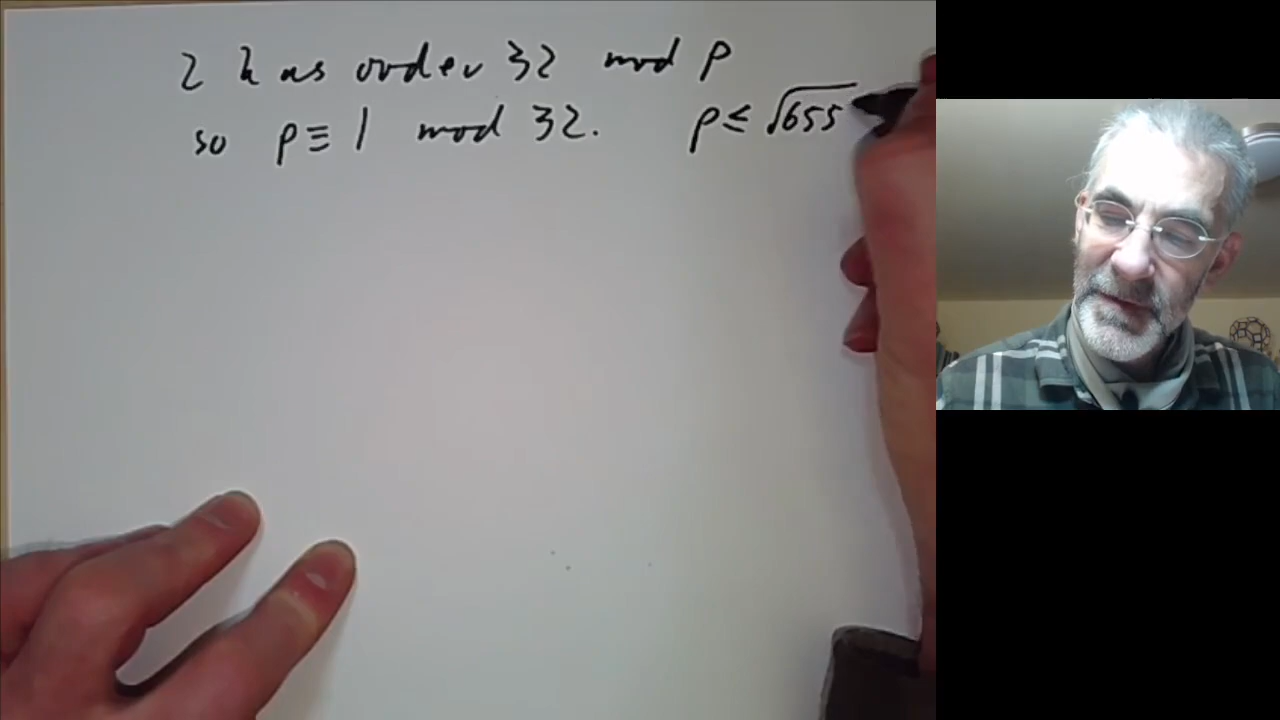 2 has order 32 mod p
so p ≡ 1 mod 32. p ≤ √655